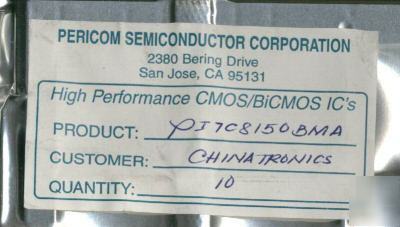 PERICOM SEMICONDUCTOR CORPORATION
2380 Bering Drive
San Jose, CA 95131
High Performance CMOS/BiCMOS IC's
PRODUCT: PI7C8150BMA
CUSTOMER: CHINATRONICS
QUANTITY: 10